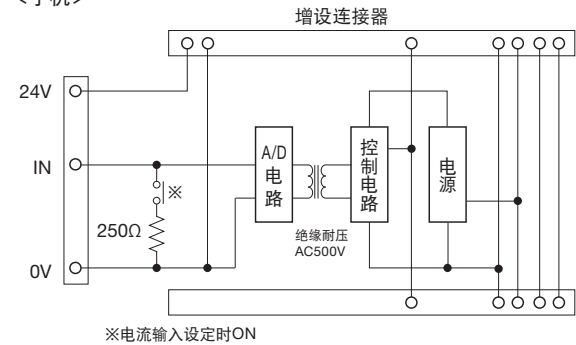 <子机>
增设连接器
24V
IN
0V
※
250Ω
A/D
电
路
控
制
电
路
电
源
绝缘耐压
AC500V
※电流输入设定时ON